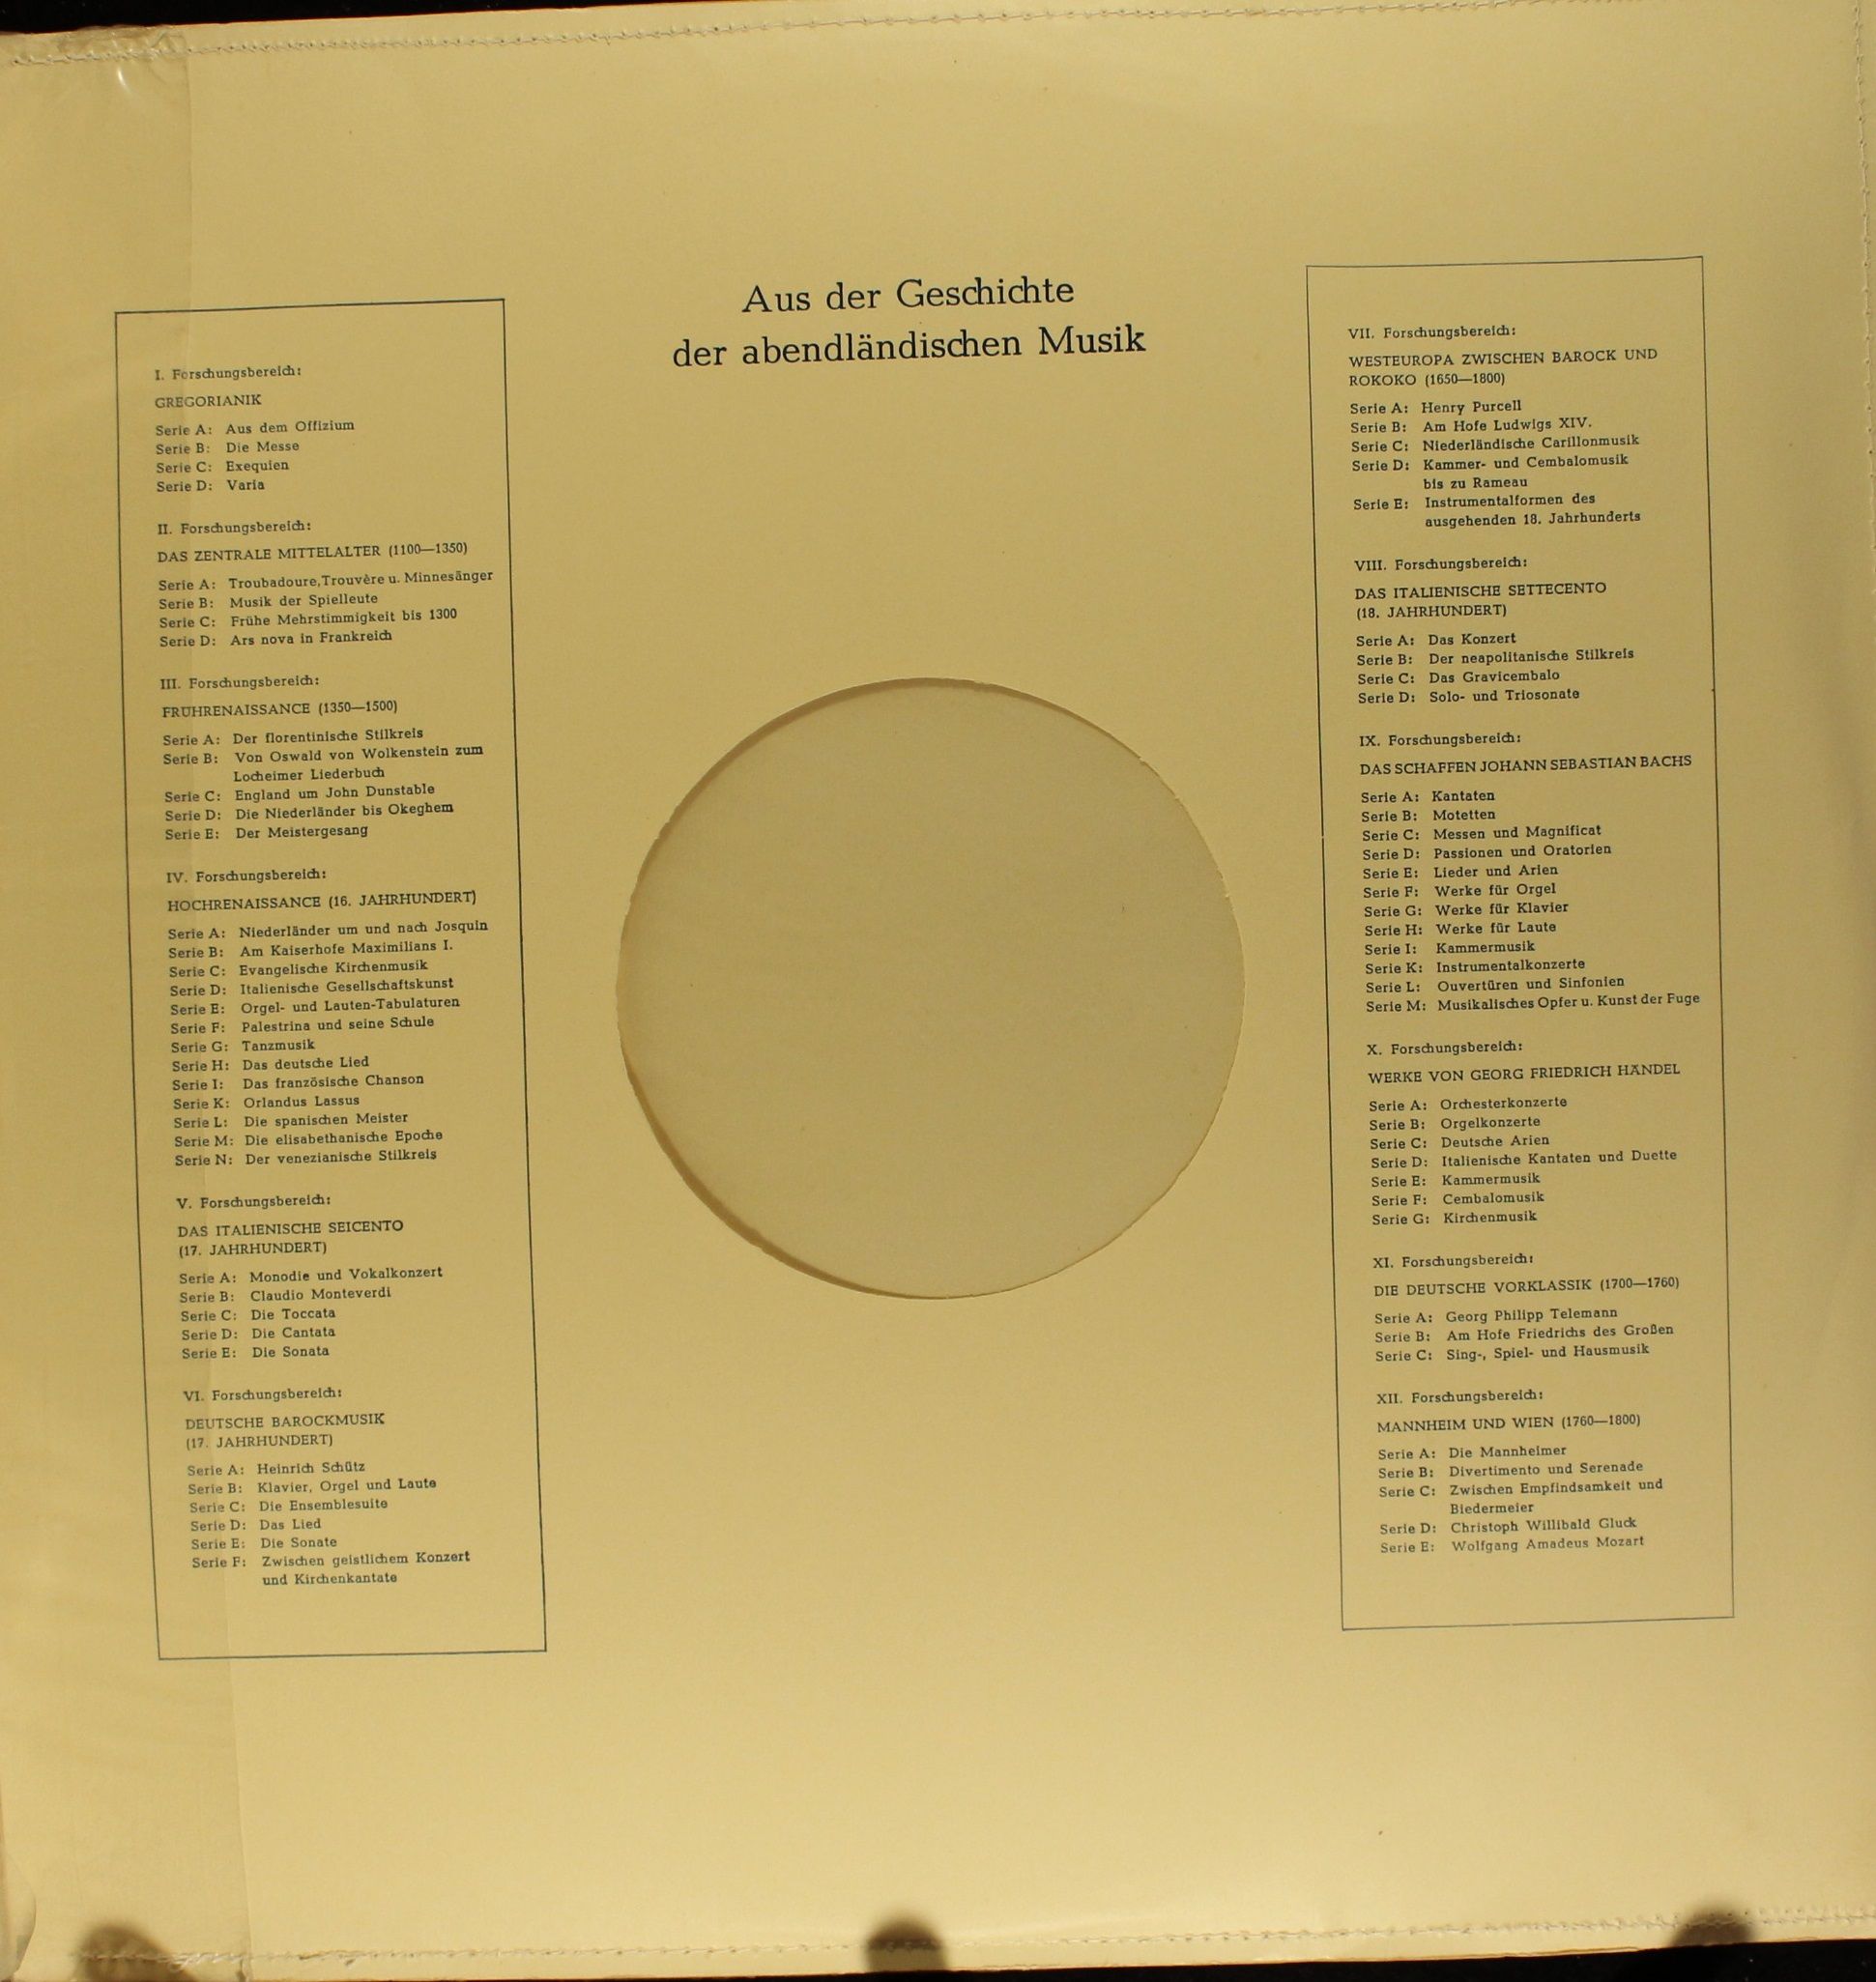 Aus der Geschichte
der abendländischen Musik
I. Forschungsbereich:
GREGORIANIK
Serie A: Aus dem Offizium
Serie B: Die Messe
Serie C: Exequien
Serie D: Varia
II. Forschungsbereich:
DAS ZENTRALE MITTELALTER (1100—1350)
Serie A: Troubadoure, Trouvère u. Minnesänger
Serie B: Musik der Spielleute
Serie C: Frühe Mehrstimmigkeit bis 1300
Serie D: Ars nova in Frankreich
III. Forschungsbereich:
FRÜHRENAISSANCE (1350—1500)
Serie A: Der florentinische Stilkreis
Serie B: Von Oswald von Wolkenstein zum
Locheimer Liederbuch
Serie C: England um John Dunstable
Serie D: Die Niederländer bis Okeghem
Serie E: Der Meistergesang
IV. Forschungsbereich:
HOCHRENAISSANCE (16. JAHRHUNDERT)
Serie A: Niederländer um und nach Josquin
Serie B: Am Kaiserhofe Maximilians I.
Serie C: Evangelische Kirchenmusik
Serie D: Italienische Gesellschaftskunst
Serie E: Orgel- und Lauten-Tabulaturen
Serie F: Palestrina und seine Schule
Serie G: Tanzmusik
Serie H: Das deutsche Lied
Serie I: Das französische Chanson
Serie K: Orlandus Lassus
Serie L: Die spanischen Meister
Serie M: Die elisabethanische Epoche
Serie N: Der venezianische Stilkreis
V. Forschungsbereich:
DAS ITALIENISCHE SEICENTO
(17. JAHRHUNDERT)
Serie A: Monodie und Vokalkonzert
Serie B: Claudio Monteverdi
Serie C: Die Toccata
Serie D: Die Cantata
Serie E: Die Sonata
VI. Forschungsbereich:
DEUTSCHE BAROCKMUSIK
(17. JAHRHUNDERT)
Serie A: Heinrich Schütz
Serie B: Klavier, Orgel und Laute
Serie C: Die Ensemblesuite
Serie D: Das Lied
Serie E: Die Sonate
Serie F: Zwischen geistlichem Konzert
und Kirchenkantate
VII. Forschungsbereich:
WESTEUROPA ZWISCHEN BAROCK UND
ROKOKO (1650—1800)
Serie A: Henry Purcell
Serie B: Am Hofe Ludwigs XIV.
Serie C: Niederländische Carillonmusik
Serie D: Kammer- und Cembalomusik
bis zu Rameau
Serie E: Instrumentalformen des
ausgehenden 18. Jahrhunderts
VIII. Forschungsbereich:
DAS ITALIENISCHE SETTECENTO
(18. JAHRHUNDERT)
Serie A: Das Konzert
Serie B: Der neapolitanische Stilkreis
Serie C: Das Gravicembalo
Serie D: Solo- und Triosonate
IX. Forschungsbereich:
DAS SCHAFFEN JOHANN SEBASTIAN BACHS
Serie A: Kantaten
Serie B: Motetten
Serie C: Messen und Magnificat
Serie D: Passionen und Oratorien
Serie E: Lieder und Arien
Serie F: Werke für Orgel
Serie G: Werke für Klavier
Serie H: Werke für Laute
Serie I: Kammermusik
Serie K: Instrumentalkonzerte
Serie L: Ouvertüren und Sinfonien
Serie M: Musikalisches Opfer u. Kunst der Fuge
X. Forschungsbereich:
WERKE VON GEORG FRIEDRICH HÄNDEL
Serie A: Orchesterkonzerte
Serie B: Orgelkonzerte
Serie C: Deutsche Arien
Serie D: Italienische Kantaten und Duette
Serie E: Kammermusik
Serie F: Cembalomusik
Serie G: Kirchenmusik
XI. Forschungsbereich:
DIE DEUTSCHE VORKLASSIK (1700—1760)
Serie A: Georg Philipp Telemann
Serie B: Am Hofe Friedrichs des Großen
Serie C: Sing-, Spiel- und Hausmusik
XII. Forschungsbereich:
MANNHEIM UND WIEN (1760—1800)
Serie A: Die Mannheimer
Serie B: Divertimento und Serenade
Serie C: Zwischen Empfindsamkeit und
Biedermeier
Serie D: Christoph Willibald Gluck
Serie E: Wolfgang Amadeus Mozart